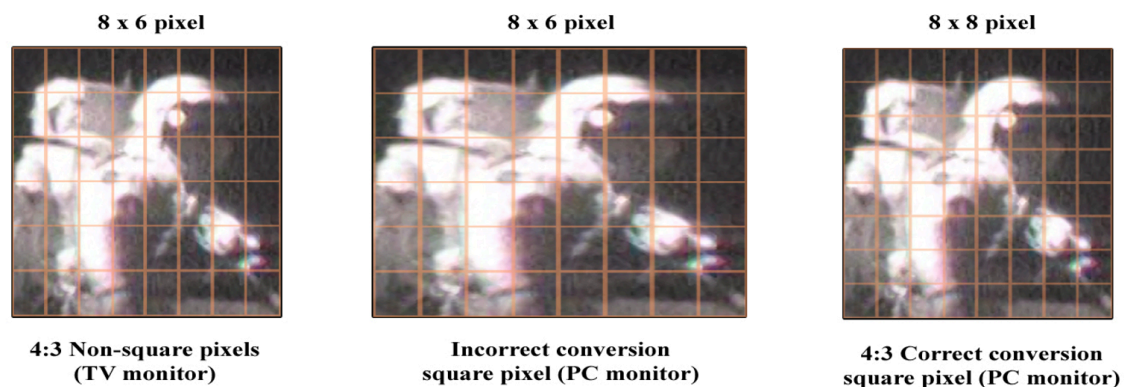 8 x 6 pixel
8 x 6 pixel
8 x 8 pixel
4:3 Non-square pixels
(TV monitor)
Incorrect conversion
square pixel (PC monitor)
4:3 Correct conversion
square pixel (PC monitor)